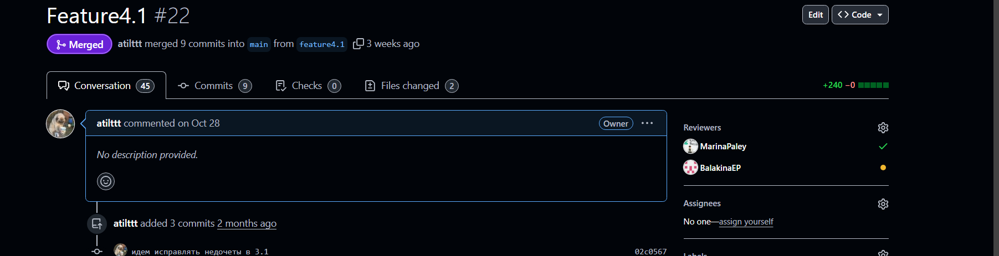 Feature4.1 #22
Edit
Code
Merged
atilttt merged 9 commits into main from feature4.1 3 weeks ago
Conversation 45
Commits 9
Checks 0
Files changed 2
+240 −0
atilttt commented on Oct 28
Owner
No description provided.
Reviewers
MarinaPaley
BalakinaEP
Assignees
No one—assign yourself
atilttt added 3 commits 2 months ago
идем исправлять недочеты в 3.1
02c0567
Labels